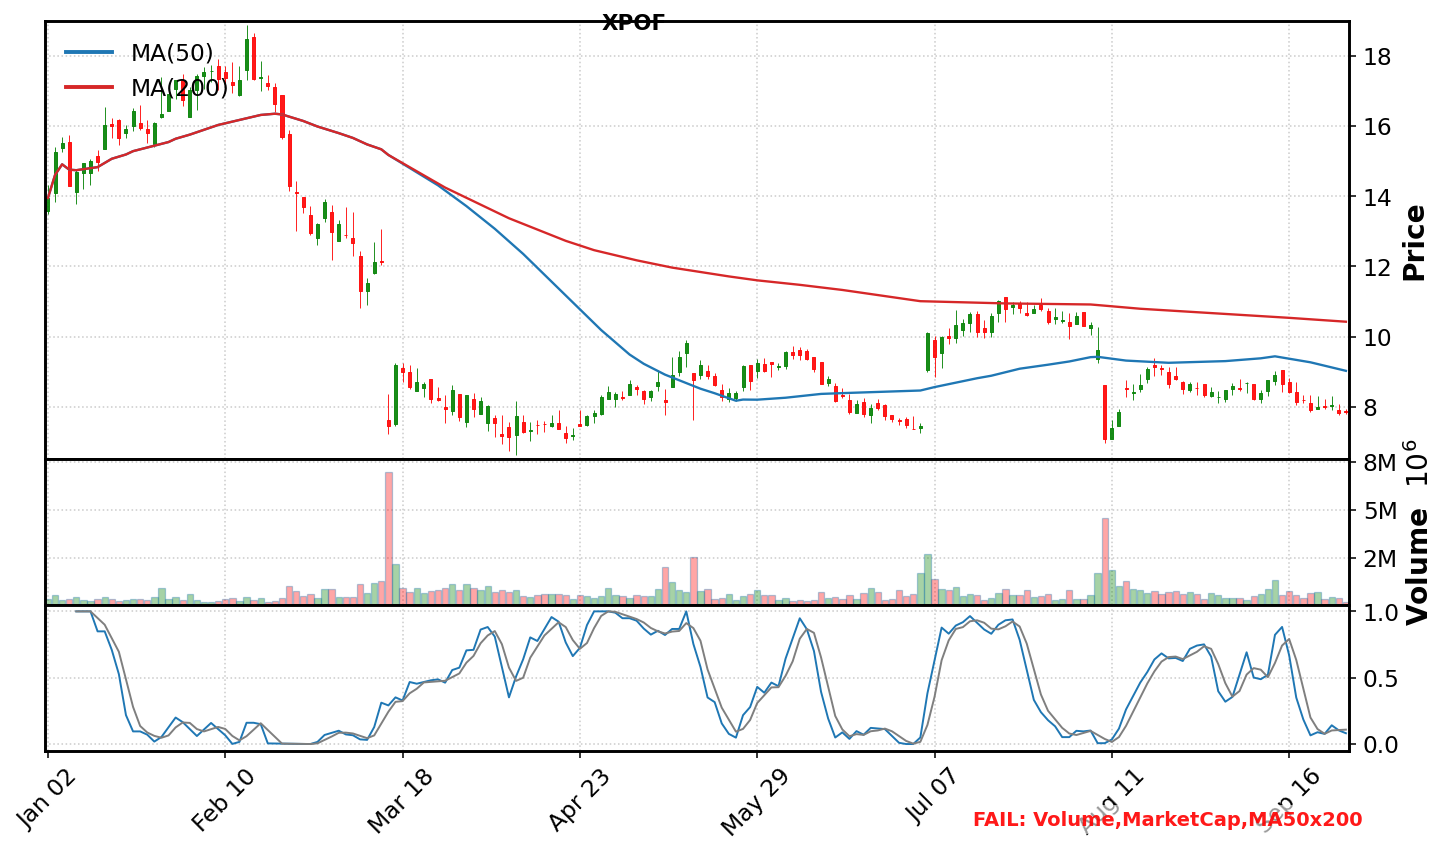 XPOF
MA(50)
MA(200)
18
16
14
12
10
8
Price
8M
5M
2M
Volume 10^6
1.0
0.5
0.0
Jan 02
Feb 10
Mar 18
Apr 23
May 29
Jul 07
Aug 11
Sep 16
FAIL: Volume,MarketCap,MA50x200